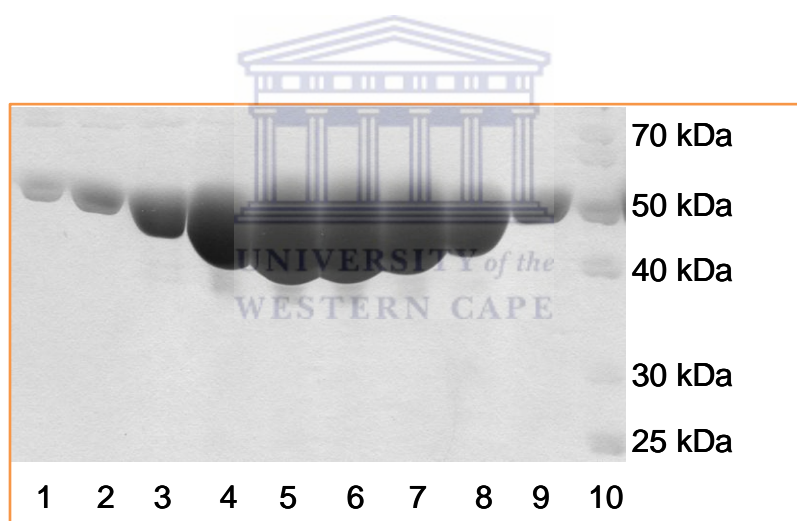 70 kDa
50 kDa
UNIVERSITY of the
40 kDa
WESTERN CAPE
30 kDa
25 kDa
1 2 3 4 5 6 7 8 9 10